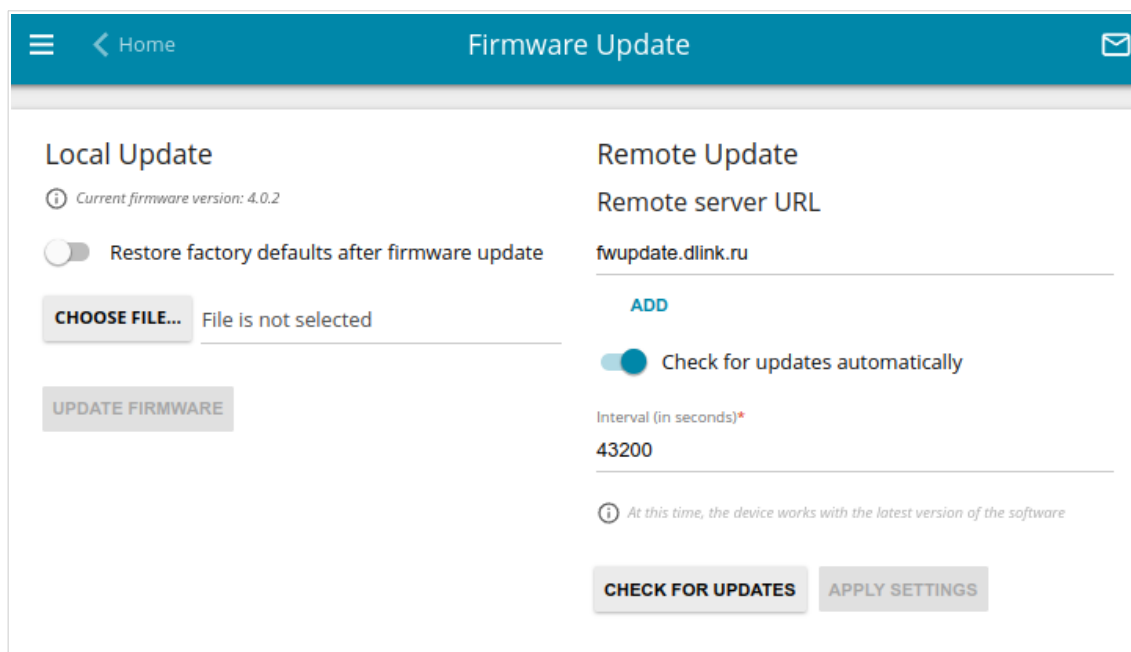 Home
Firmware Update
Local Update
Current firmware version: 4.0.2
Restore factory defaults after firmware update
CHOOSE FILE...
File is not selected
UPDATE FIRMWARE
Remote Update
Remote server URL
fwupdate.dlink.ru
ADD
Check for updates automatically
Interval (in seconds)*
43200
At this time, the device works with the latest version of the software
CHECK FOR UPDATES
APPLY SETTINGS